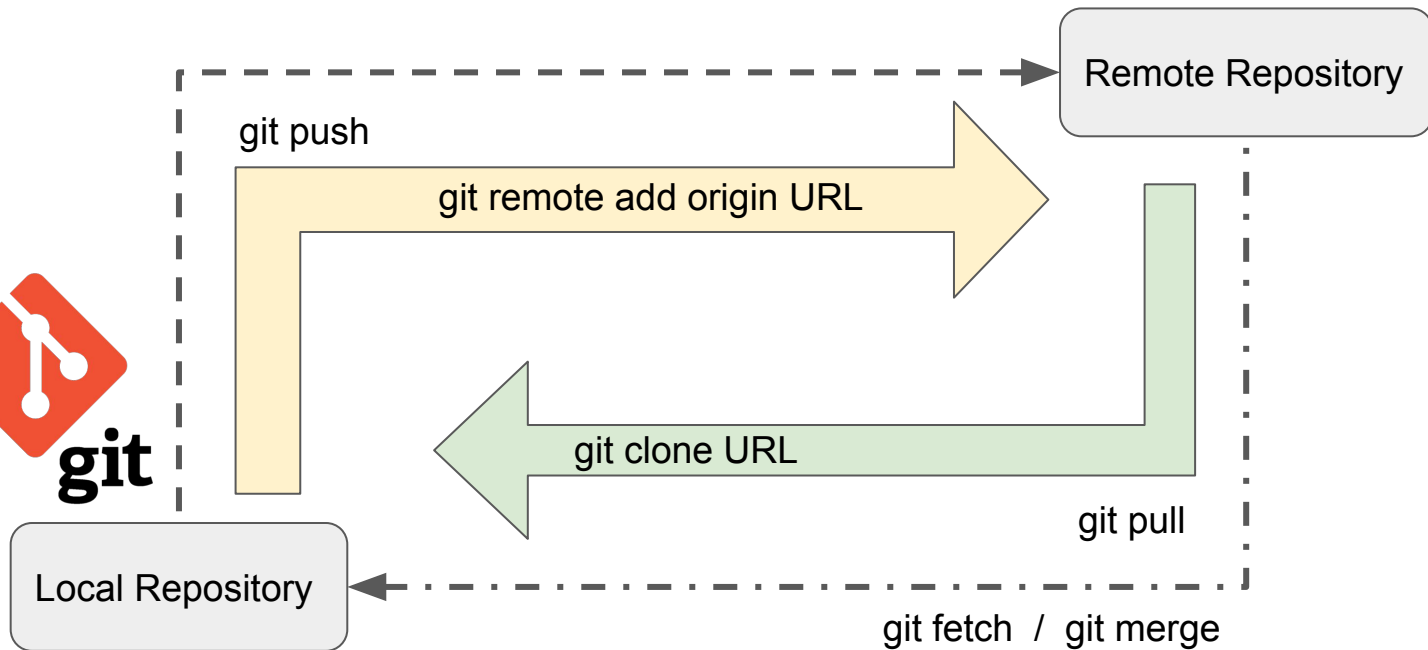 Remote Repository
git push
git remote add origin URL
git
git clone URL
git pull
Local Repository
git fetch / git merge